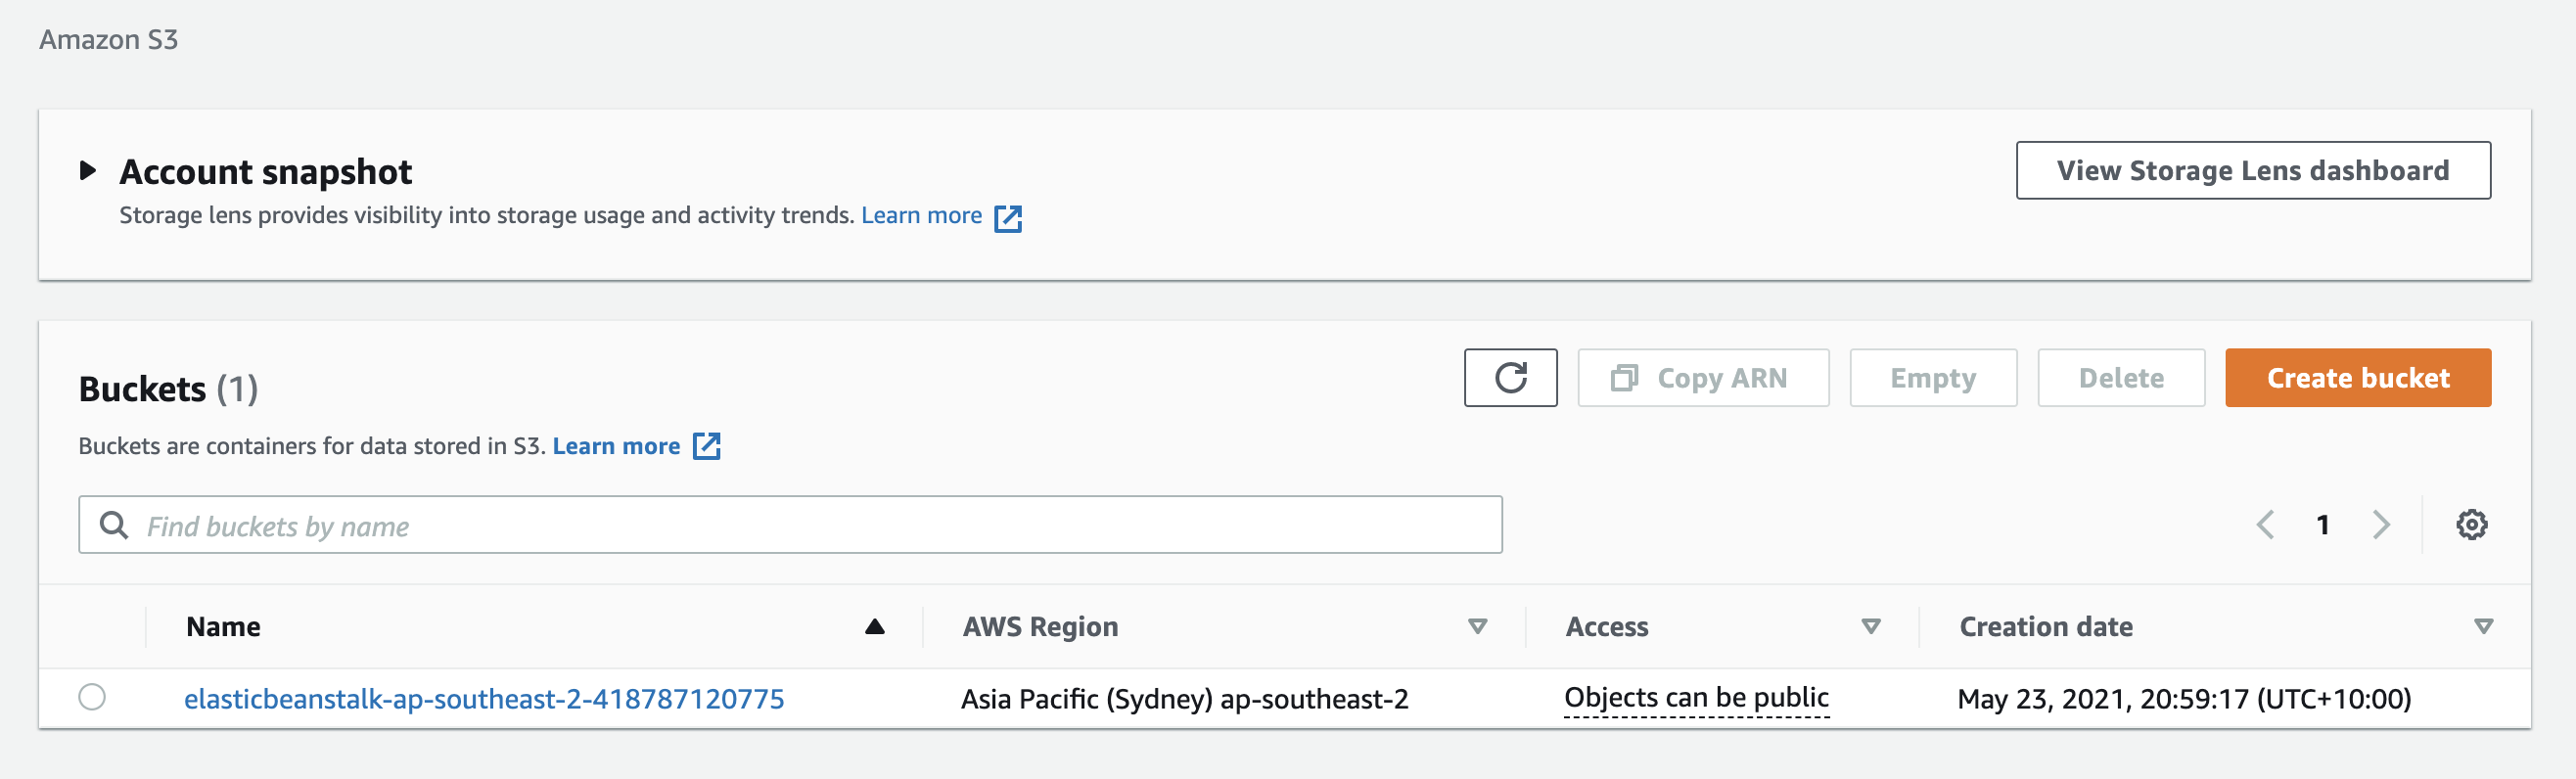 Amazon S3
Account snapshot
View Storage Lens dashboard
Storage lens provides visibility into storage usage and activity trends. Learn more
Buckets (1)
Copy ARN
Empty
Delete
Create bucket
Buckets are containers for data stored in S3. Learn more
Find buckets by name
1
Name
AWS Region
Access
Creation date
elasticbeanstalk-ap-southeast-2-418787120775
Asia Pacific (Sydney) ap-southeast-2
Objects can be public
May 23, 2021, 20:59:17 (UTC+10:00)